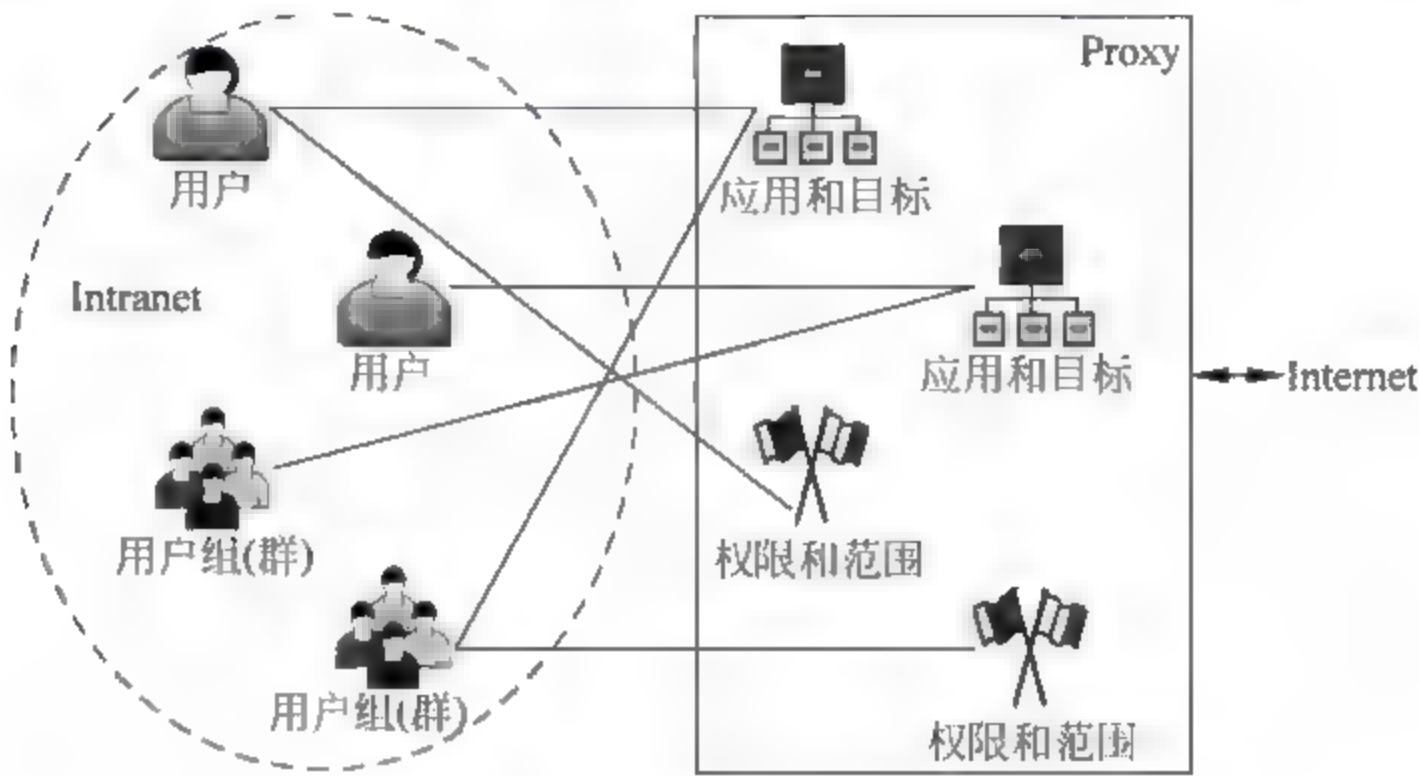 Proxy
用户
应用和目标
Intranet
用户
应用和目标
Internet
用户组(群)
权限和范围
用户组(群)
权限和范围